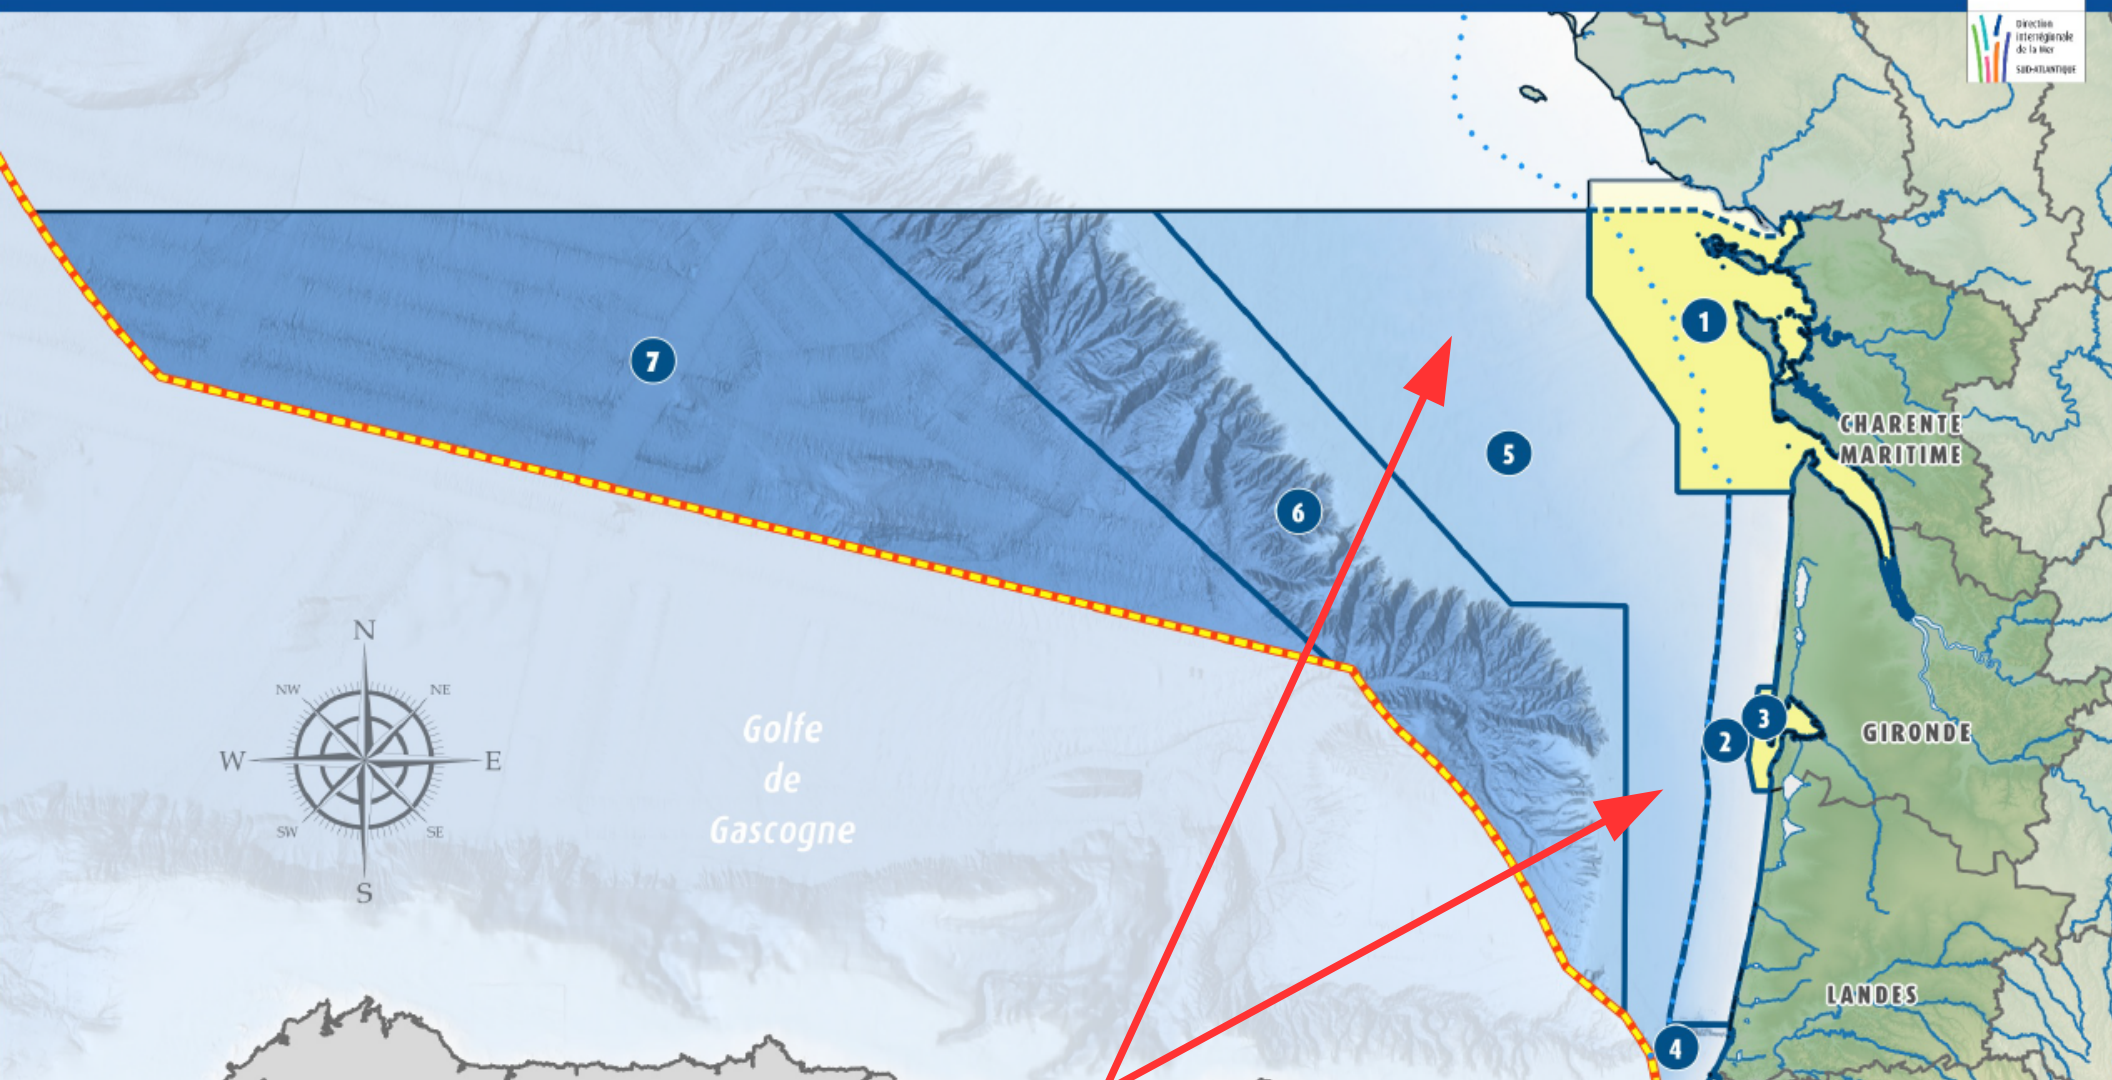 Direction
interrégionale
de la Mer
SUD-ATLANTIQUE
1
7
CHARENTE
MARITIME
5
6
N
NW
NE
W
E
SW
SE
S
Golfe
de
Gascogne
3
2
GIRONDE
LANDES
4